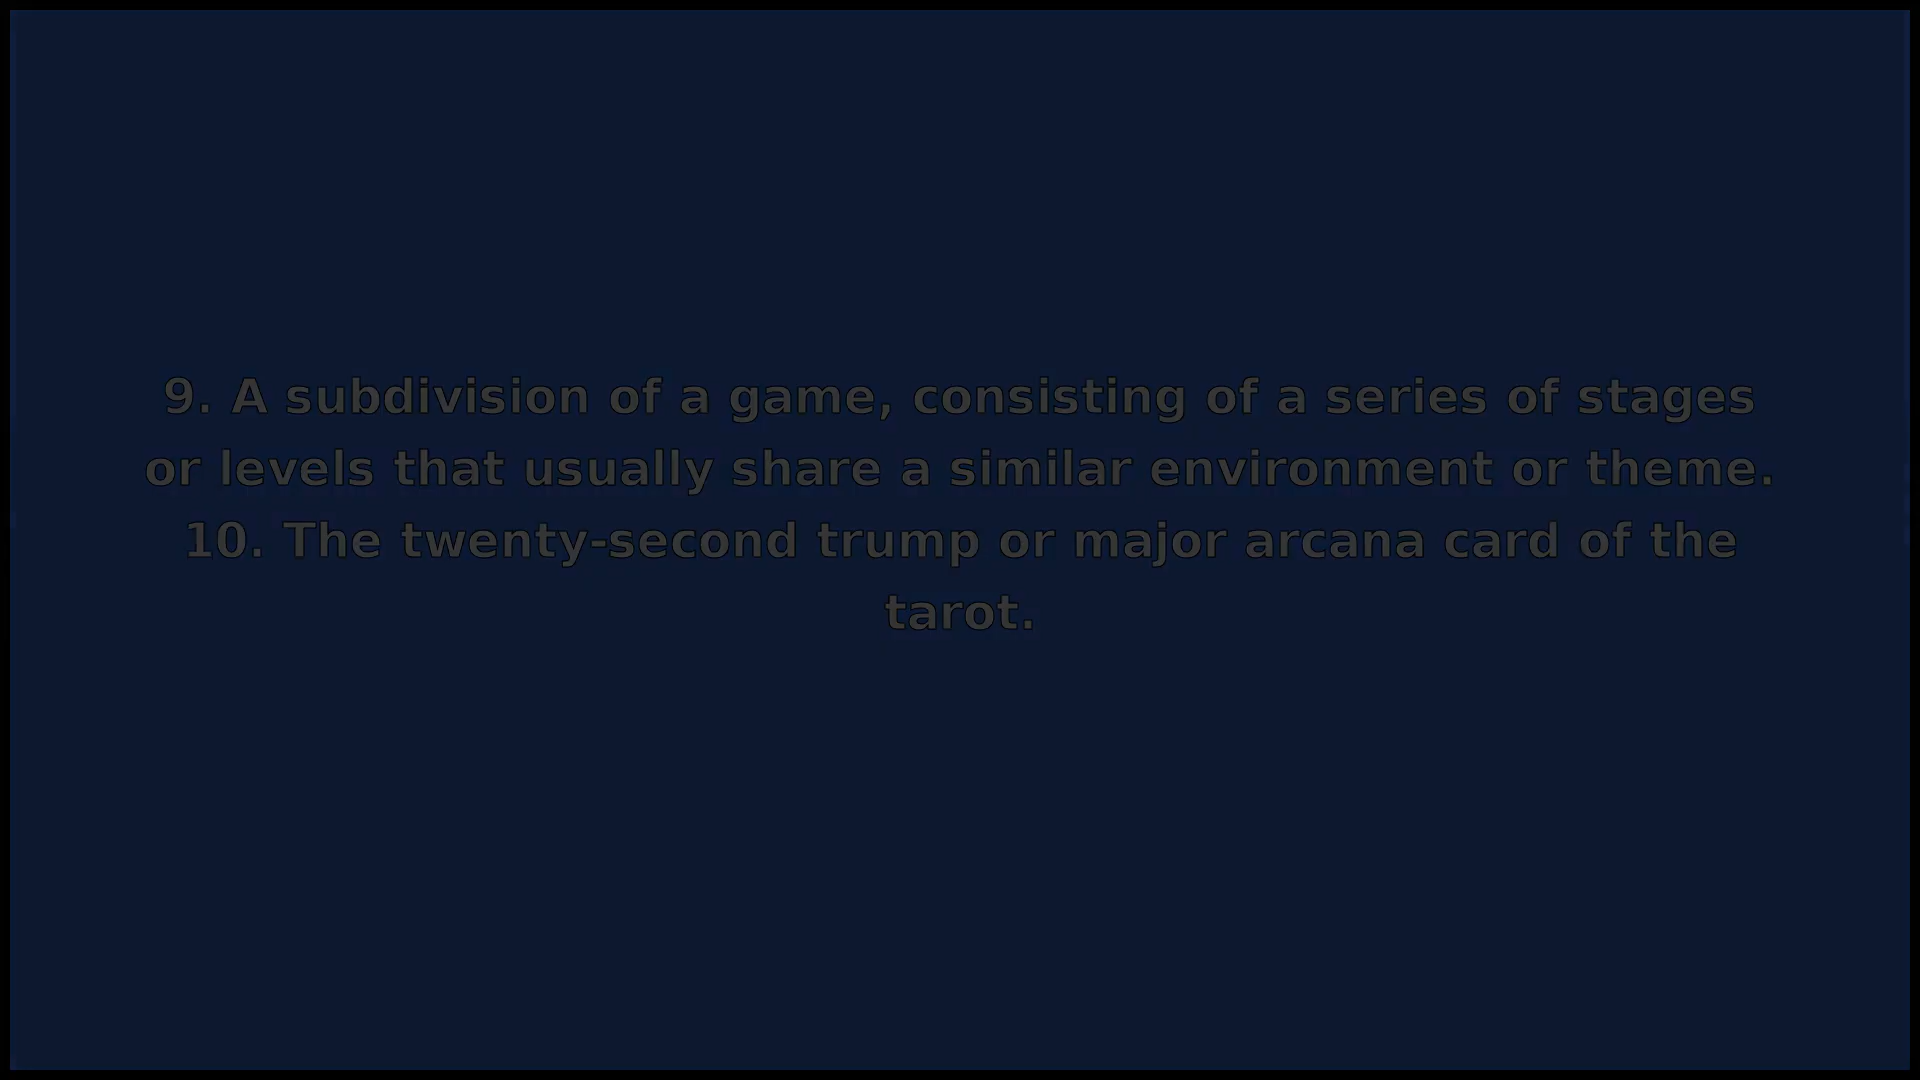 9. A subdivision of a game, consisting of a series of stages
or levels that usually share a similar environment or theme.
10. The twenty-second trump or major arcana card of the
tarot.